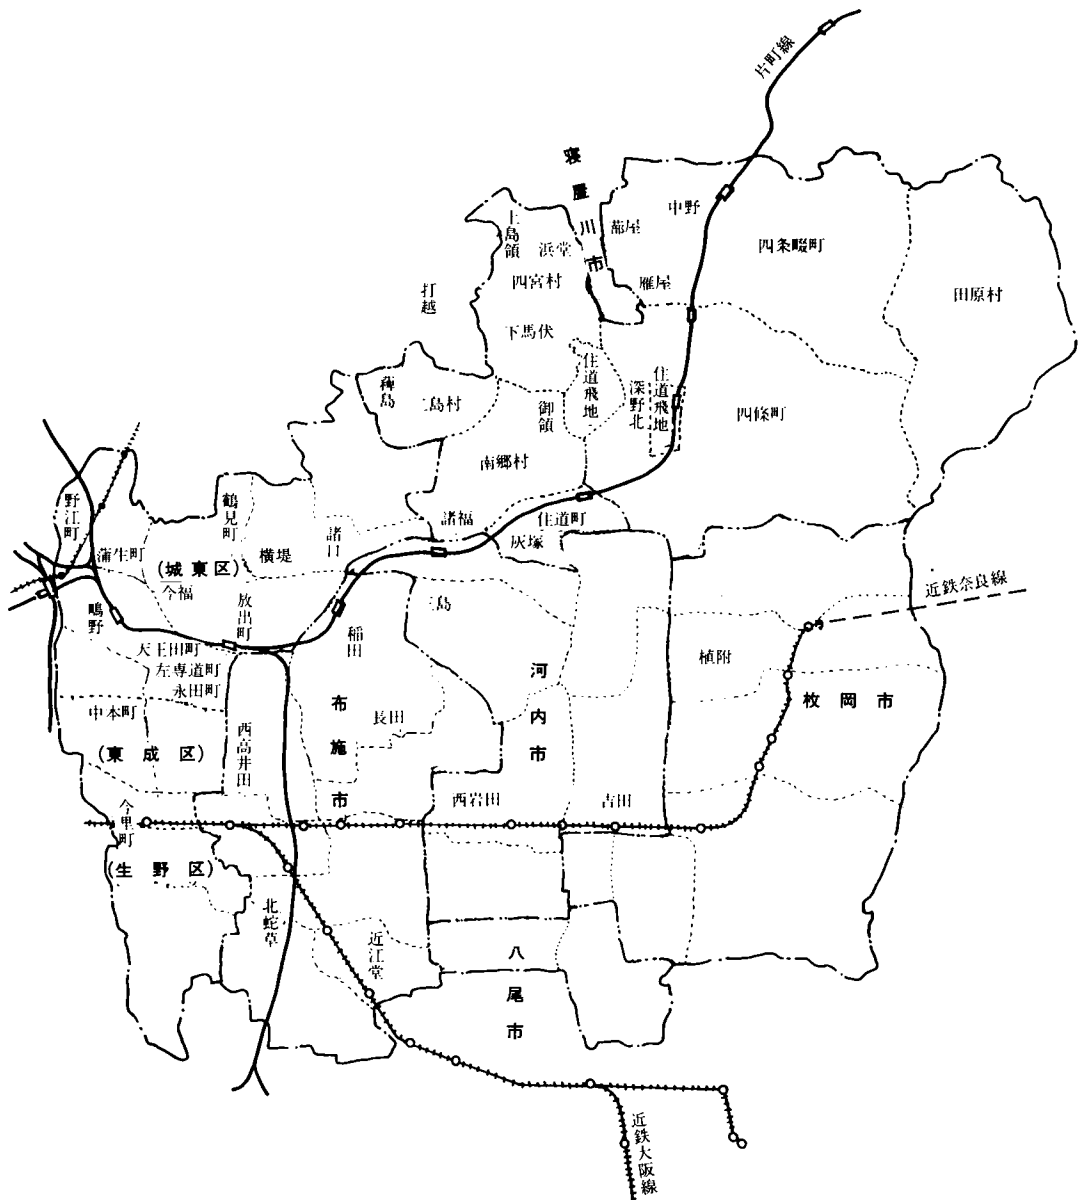 片町線
寝屋川市
上島領
浜堂
四宮村
下馬伏
蔀屋
中野
雁屋
四条畷町
田原村
打越
薭島
三島村
御領
住道飛地
深野北
住道飛地
四條町
南郷村
諸福
住道町
灰塚
野江町
蒲生町
鶴見町
横堤
諸口
(城東区)
今福
放出町
鴫野
天王田町
左専道町
永田町
中本町
(東成区)
西高井田
稲田
三島
布施市
長田
河内市
植附
近鉄奈良線
枚岡市
今里町
西岩田
吉田
(生野区)
北蛇草
近江堂
八尾市
近鉄大阪線